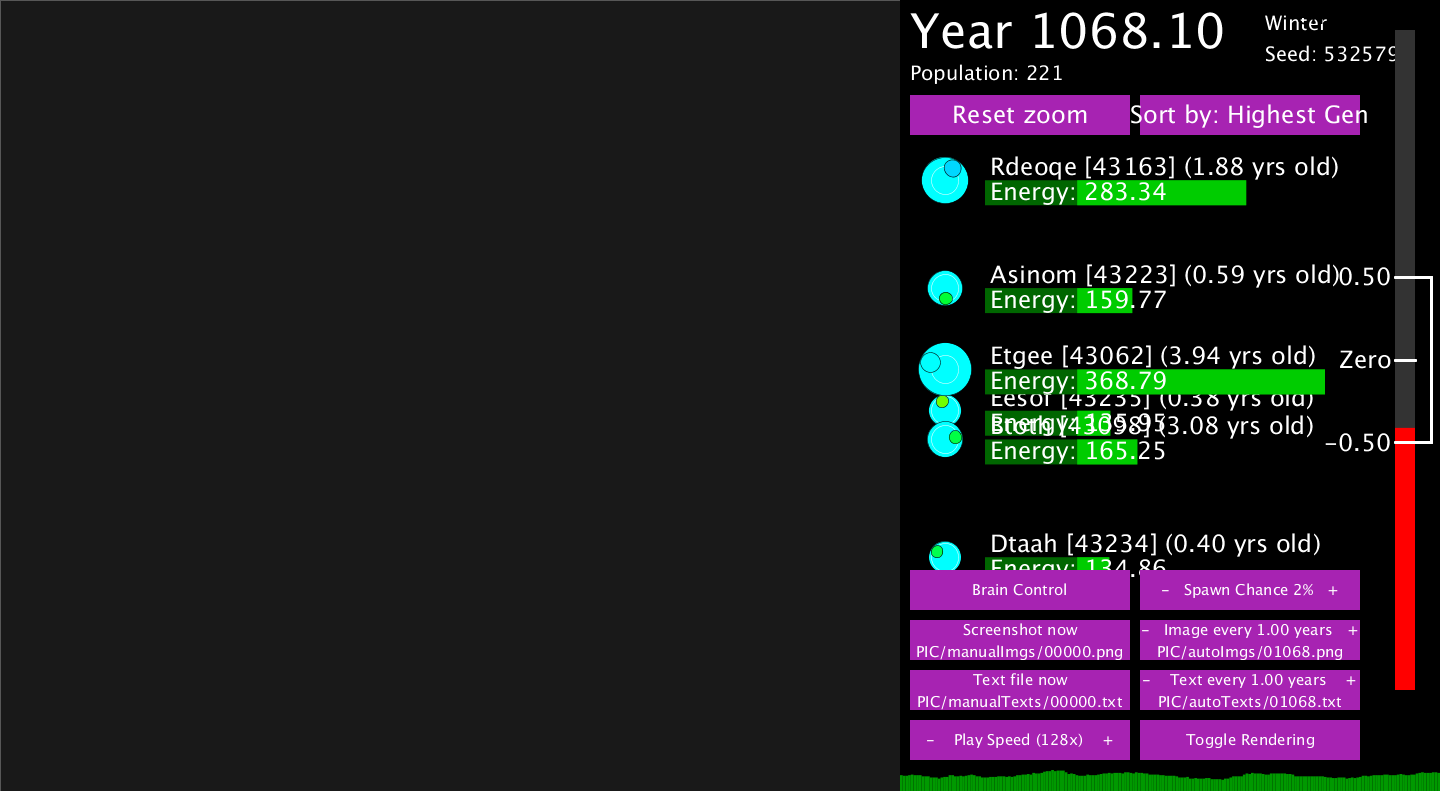 Year 1068.10
Winter
Seed: 532579
Population: 221
Reset zoom
Sort by: Highest Gen
Rdeoqe [43163] (1.88 yrs old)
Energy: 283.34
Asinom [43223] (0.59 yrs old)
0.50
Energy: 159.77
Etgee [43062] (3.94 yrs old)
Zero
Energy: 368.79
Eesof [43235] (0.38 yrs old)
Energy: 135.95
[43098] (3.08 yrs old)
-0.50
Energy: 165.25
Dtaah [43234] (0.40 yrs old)
Energy: 134.86
Brain Control
- Spawn Chance 2% +
Screenshot now
PIC/manualImgs/00000.png
- Image every 1.00 years +
PIC/autoImgs/01068.png
Text file now
PIC/manualTexts/00000.txt
- Text every 1.00 years +
PIC/autoTexts/01068.txt
- Play Speed (128x) +
Toggle Rendering